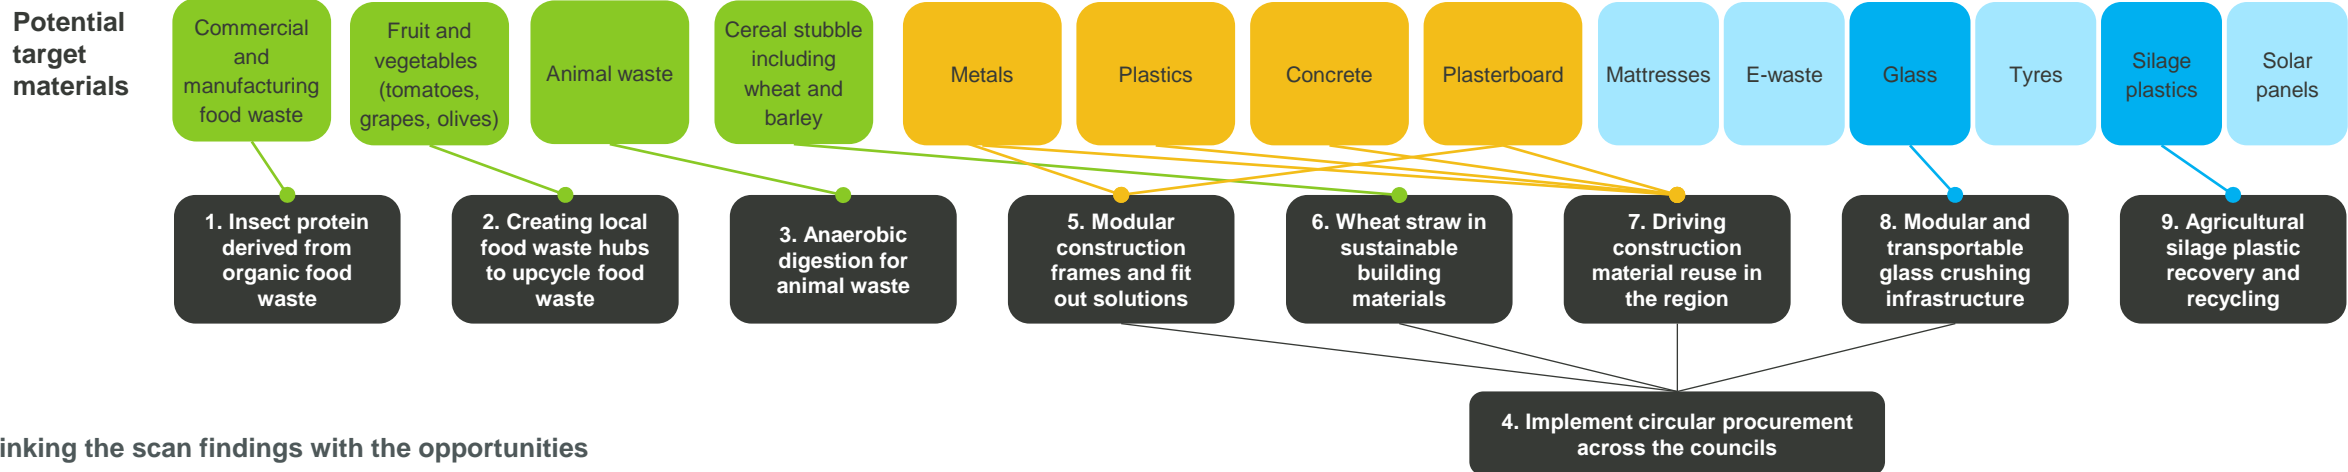 Potential
target
materials
Commercial
and
manufacturing
food waste
Fruit and
vegetables
(tomatoes,
grapes, olives)
Animal waste
Cereal stubble
including
wheat and
barley
Metals
Plastics
Concrete
Plasterboard
Mattresses
E-waste
Glass
Tyres
Silage
plastics
Solar
panels
1. Insect protein
derived from
organic food
waste
2. Creating local
food waste hubs
to upcycle food
waste
3. Anaerobic
digestion for
animal waste
5. Modular
construction
frames and fit
out solutions
6. Wheat straw in
sustainable
building
materials
7. Driving
construction
material reuse in
the region
8. Modular and
transportable
glass crushing
infrastructure
9. Agricultural
silage plastic
recovery and
recycling
4. Implement circular procurement
across the councils
inking the scan findings with the opportunities